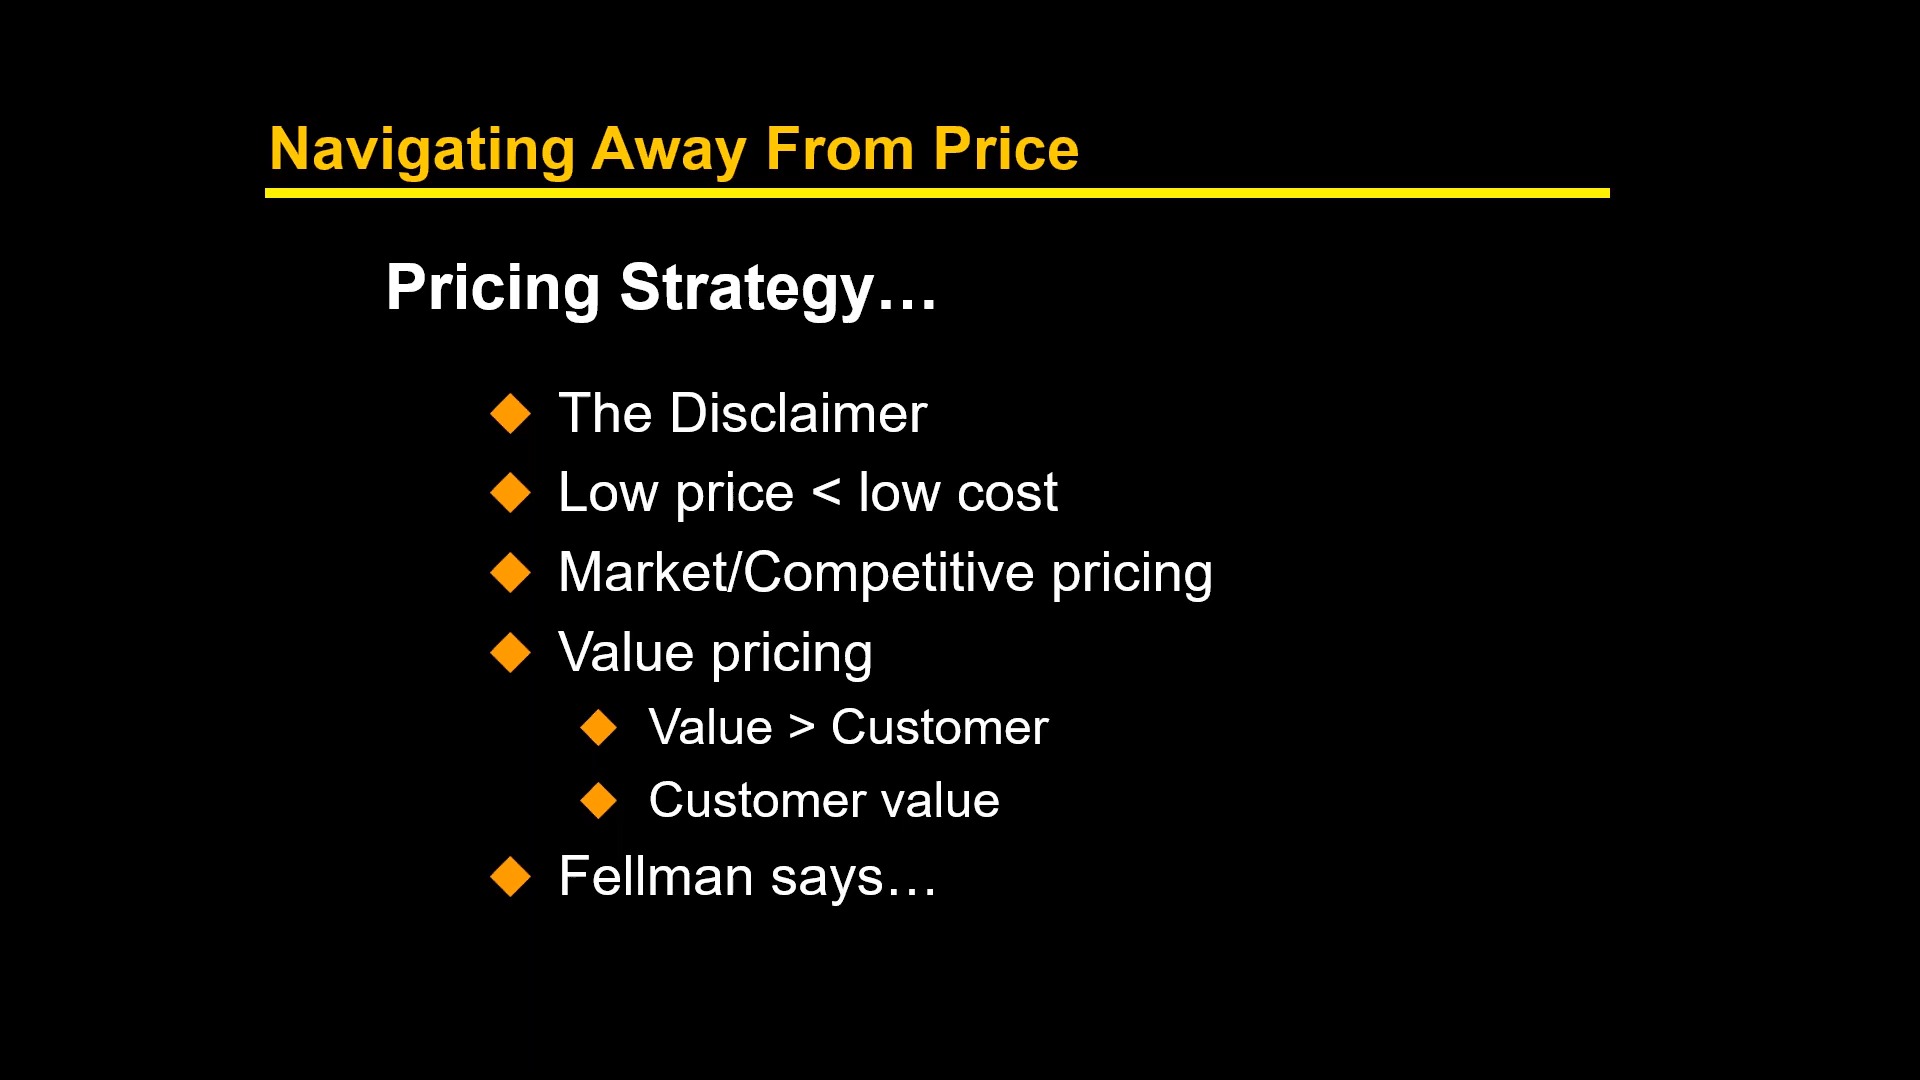 Navigating Away From Price
Pricing Strategy…
The Disclaimer
Low price < low cost
Market/Competitive pricing
Value pricing
Value > Customer
Customer value
Fellman says…